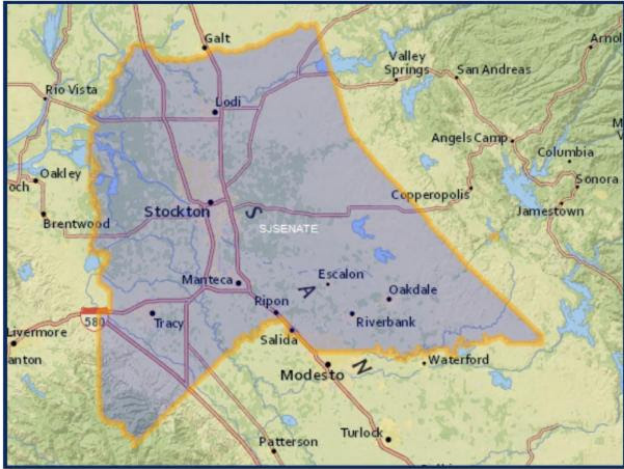 Galt
Valley
Springs
San Andreas
Arnol
Rio Vista
Lodi
Angels Camp
Columbia
Oakley
och
Sonora
Copperopolis
Stockton
Jamestown
Brentwood
S
SJSENATE
Manteca
Escalon
A
Oakdale
Ripon
580
Tracy
Riverbank
Livermore
Salida
anton
Waterford
N
Modesto
Turlock
Patterson